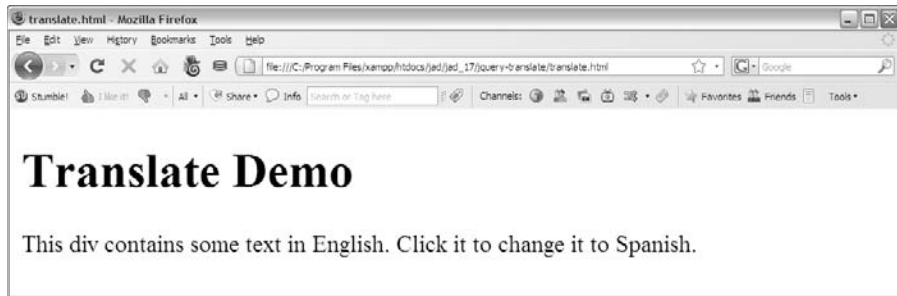 translate.html - Mozilla Firefox
File Edit View History Bookmarks Tools Help
file:///C:/Program Files/xampp/htdocs/jad/jad_17/jquery-translate/translate.html Google
Stumble! I like it! All Share Info Search or Tag here Channels: Favorites Friends Tools
Translate Demo
This div contains some text in English. Click it to change it to Spanish.